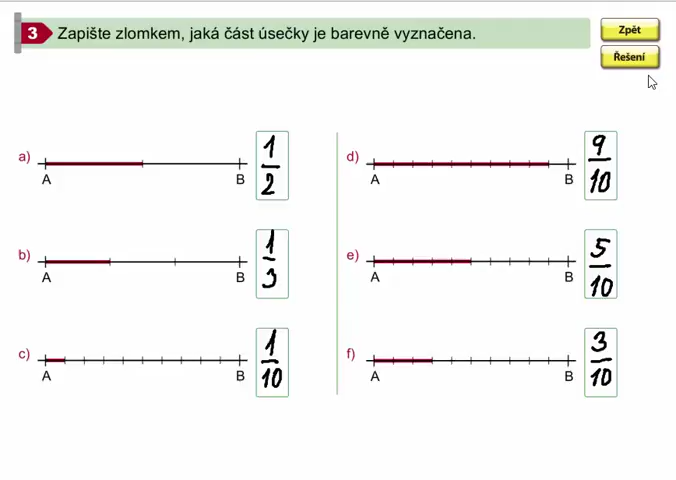 3 Zapište zlomkem, jaká část úsečky je barevně vyznačena.
Zpět
Řešení
a)
A B
1
2
b)
A B
1
3
c)
A B
1
10
d)
A B
9
10
e)
A B
5
10
f)
A B
3
10